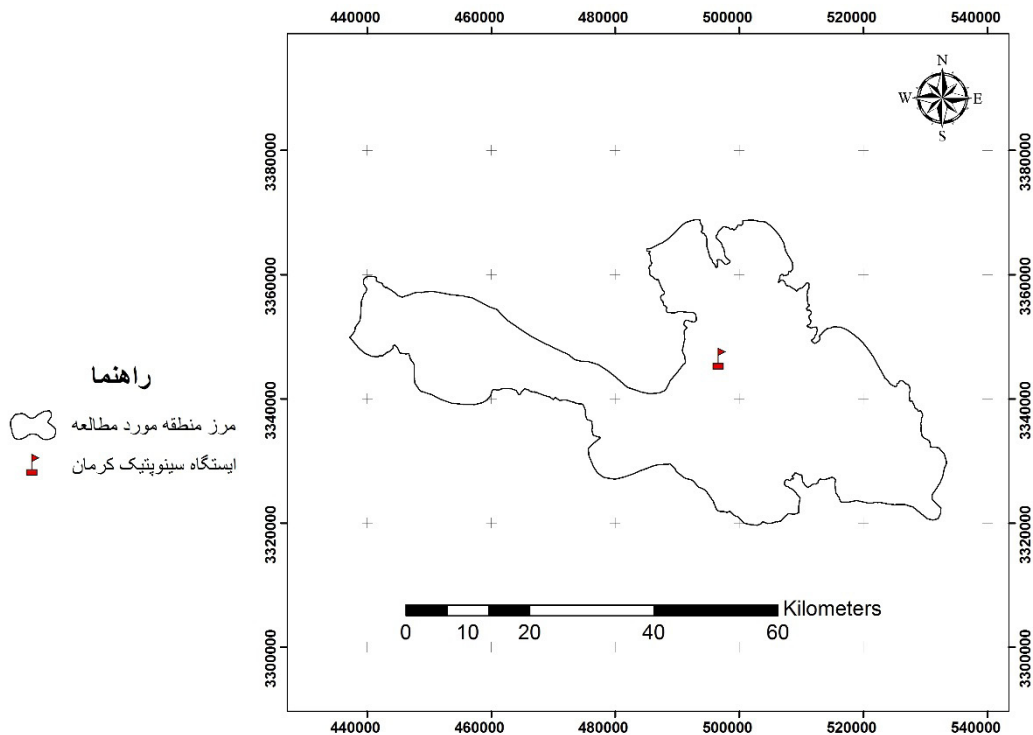 440000 460000 480000 500000 520000 540000
N
W E
S
3380000 3380000
3360000 3360000
3340000 3340000
3320000 3320000
3300000 3300000
راهنما
مرز منطقه مورد مطالعه
ایستگاه سینوپتیک کرمان
Kilometers
0 10 20 40 60
440000 460000 480000 500000 520000 540000